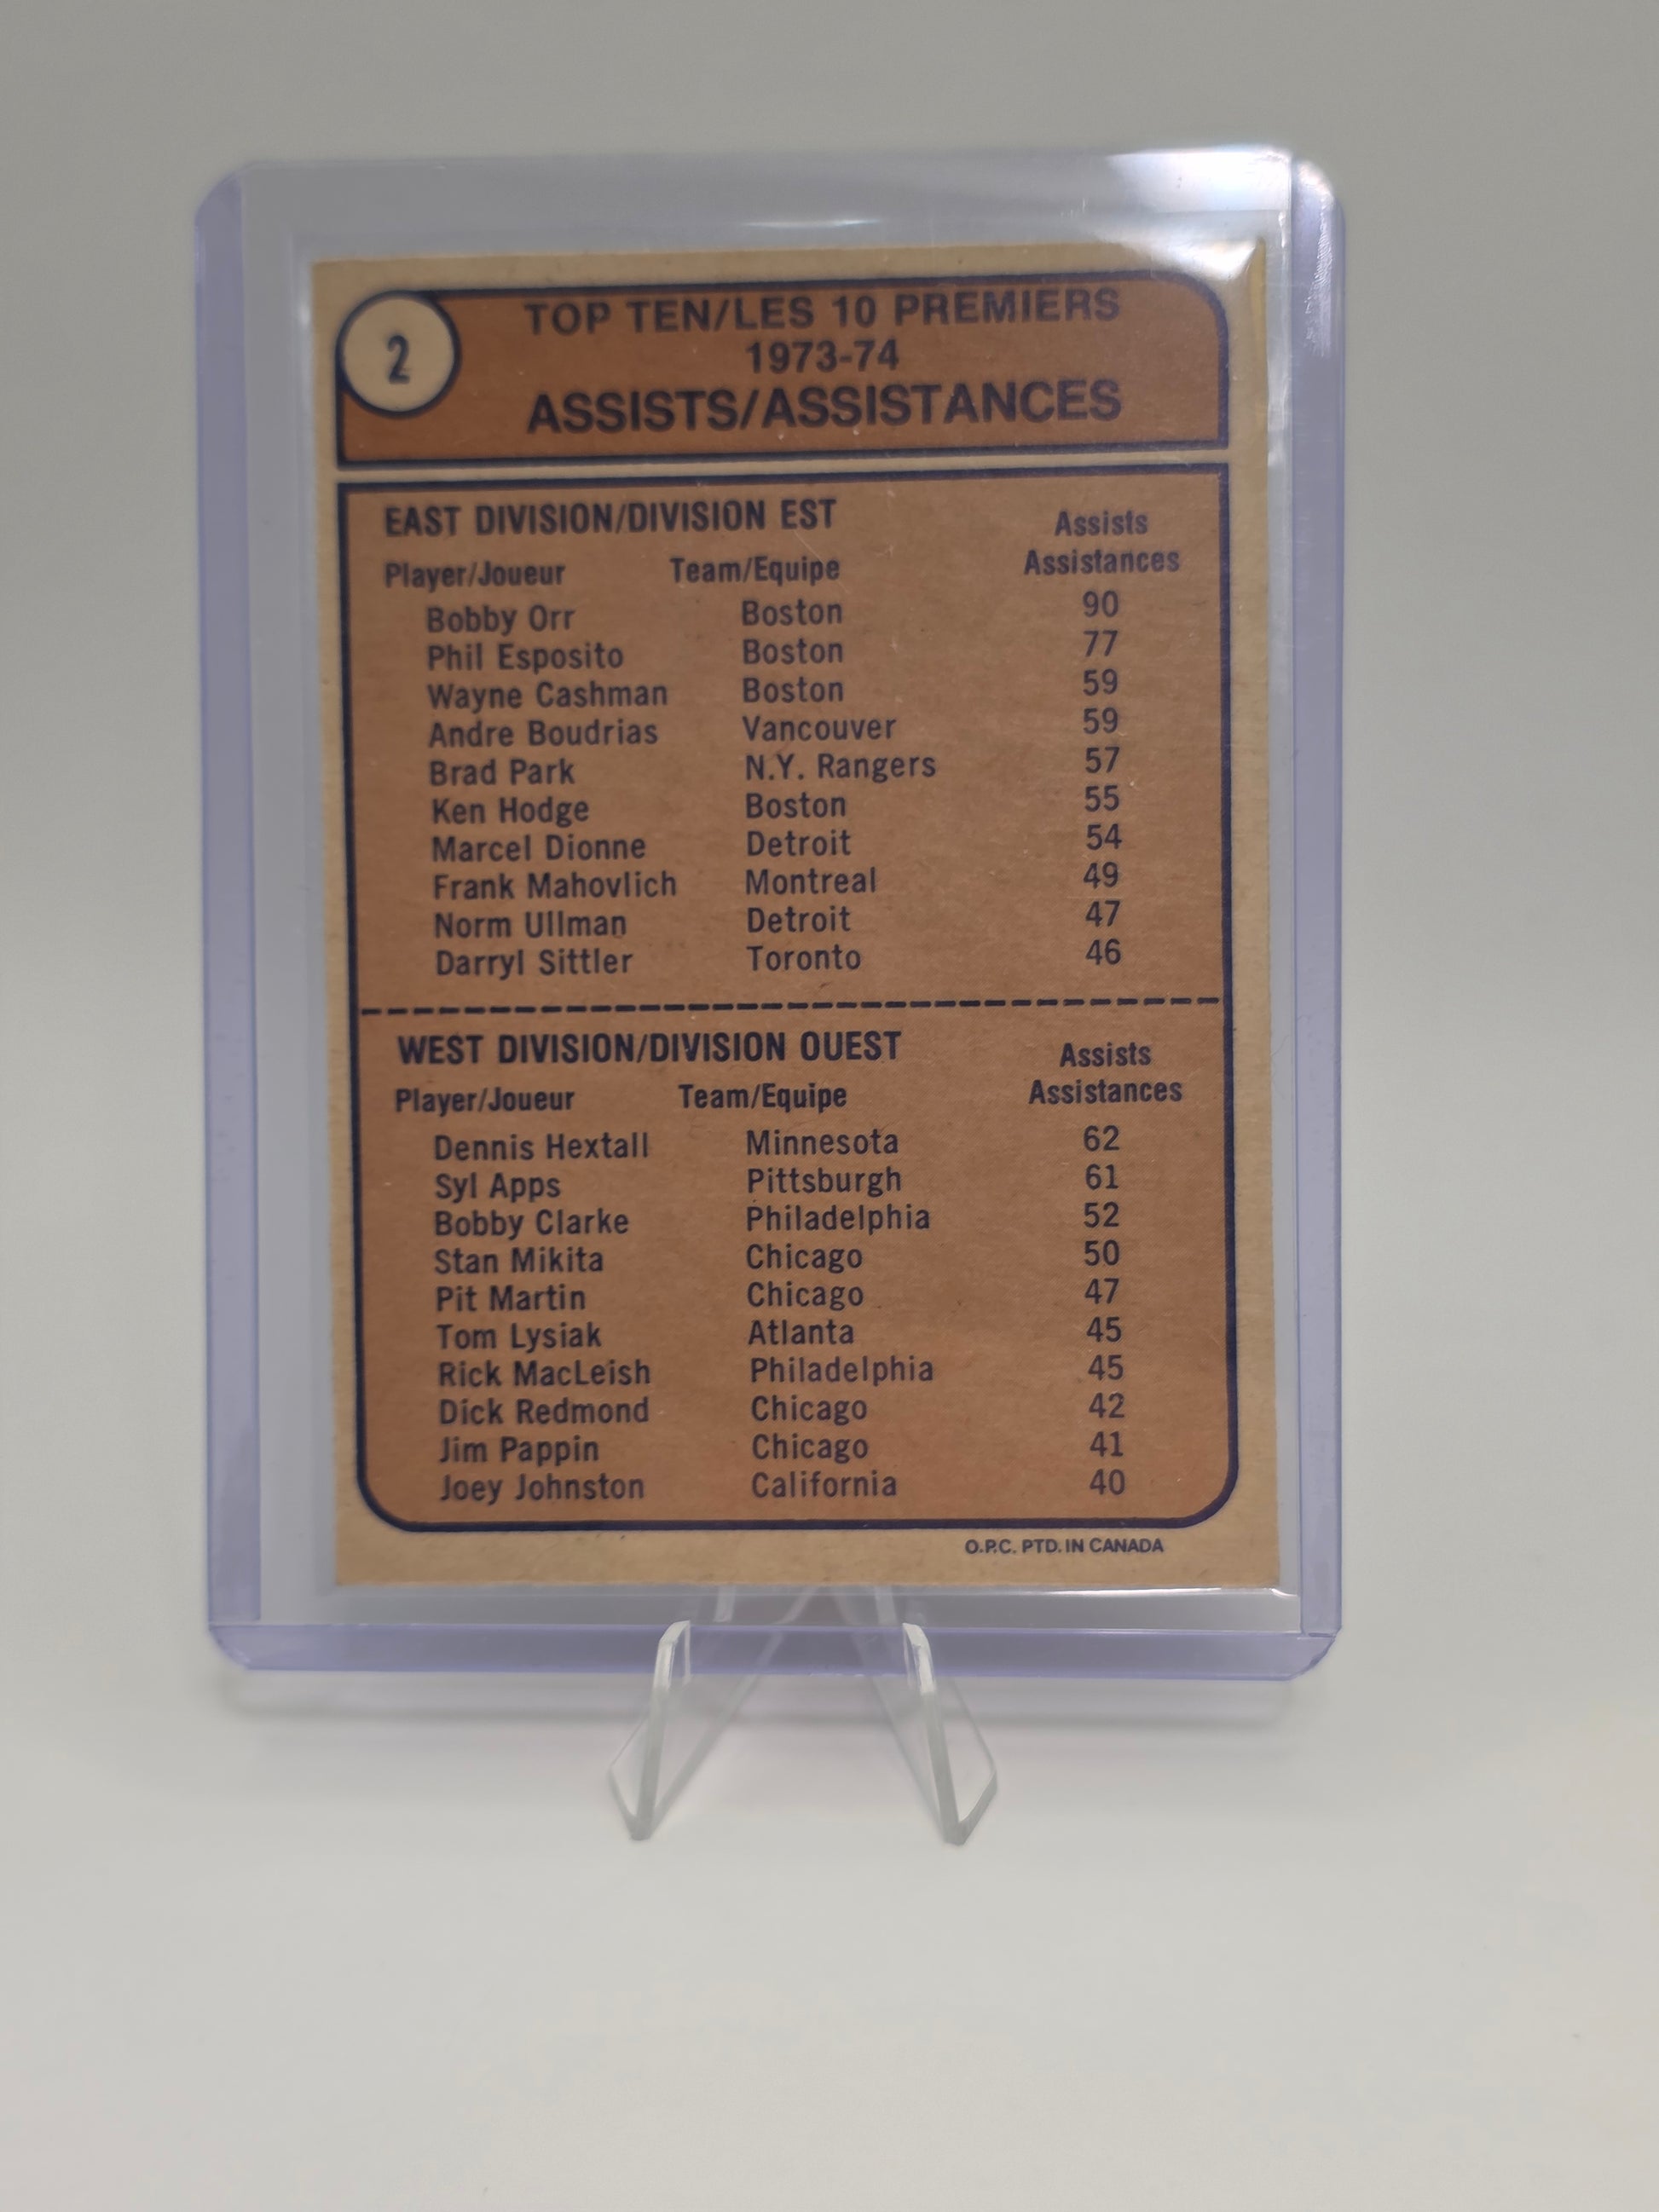 2
TOP TEN/LES 10 PREMIERS
1973-74
ASSISTS/ASSISTANCES
EAST DIVISION/DIVISION EST
Assists
Player/Joueur Team/Equipe Assistances
Bobby Orr Boston 90
Phil Esposito Boston 77
Wayne Cashman Boston 59
Andre Boudrias Vancouver 59
Brad Park N.Y. Rangers 57
Ken Hodge Boston 55
Marcel Dionne Detroit 54
Frank Mahovlich Montreal 49
Norm Ullman Detroit 47
Darryl Sittler Toronto 46
WEST DIVISION/DIVISION OUEST
Assists
Player/Joueur Team/Equipe Assistances
Dennis Hextall Minnesota 62
Syl Apps Pittsburgh 61
Bobby Clarke Philadelphia 52
Stan Mikita Chicago 50
Pit Martin Chicago 47
Tom Lysiak Atlanta 45
Rick MacLeish Philadelphia 45
Dick Redmond Chicago 42
Jim Pappin Chicago 41
Joey Johnston California 40
O.P.C. PTD. IN CANADA